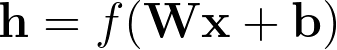 h = f(Wx + b)